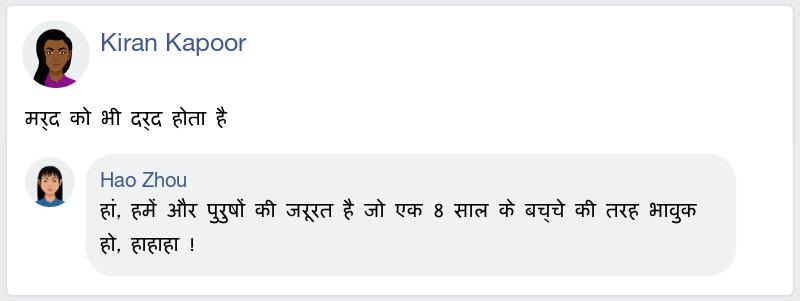 Kiran Kapoor
मर्द को भी दर्द होता है
Hao Zhou
हां, हमें और पुरुषों की जरूरत है जो एक 8 साल के बच्चे की तरह भावुक
हो, हाहाहा !